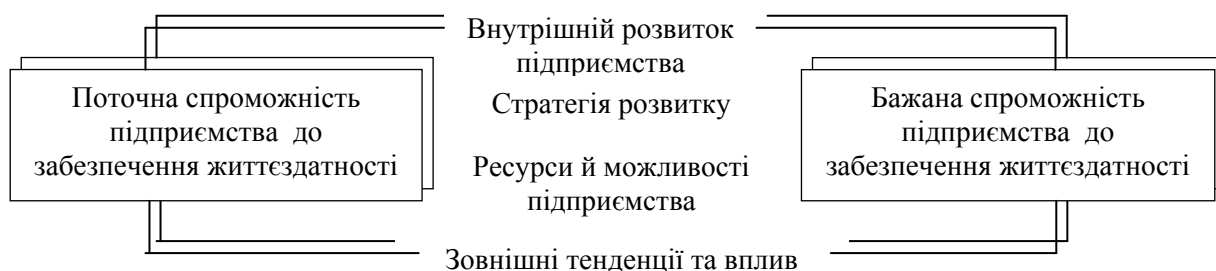 Внутрішній розвиток
підприємства
Поточна спроможність
підприємства до
забезпечення життєздатності
Стратегія розвитку
Ресурси й можливості
підприємства
Бажана спроможність
підприємства до
забезпечення життєздатності
Зовнішні тенденції та вплив